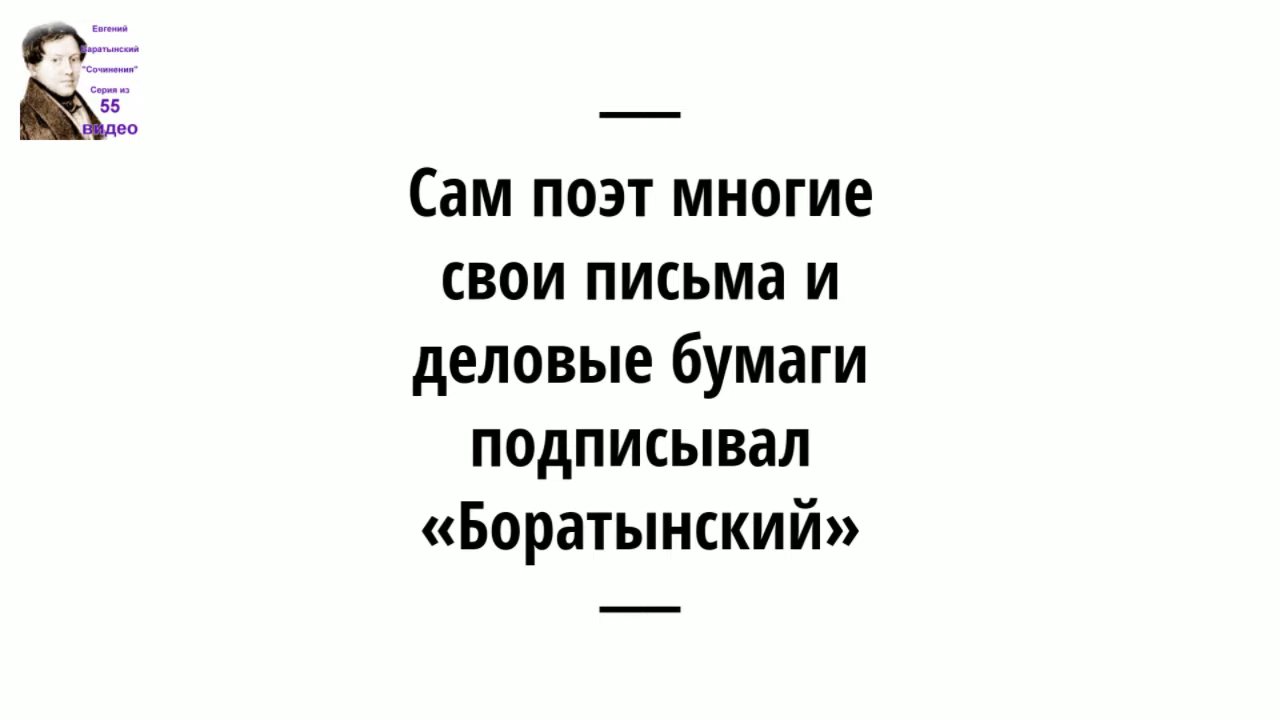 Евгений
Баратынский
"Сочинения"
Серия из
55
видео
Сам поэт многие
свои письма и
деловые бумаги
подписывал
«Боратынский»